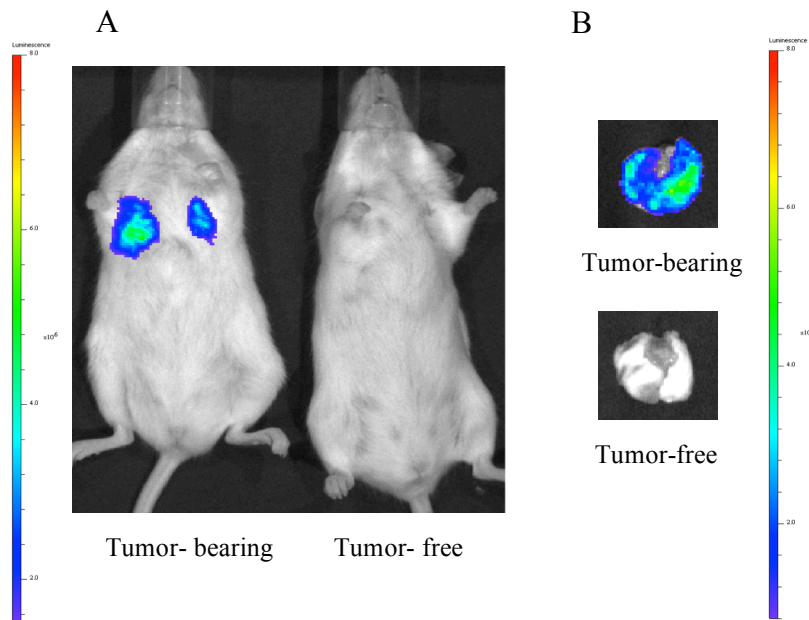 A
B
Luminescence
8.0
6.0
x10⁶
4.0
2.0
Tumor- bearing
Tumor- free
Tumor-bearing
Tumor-free
Luminescence
8.0
6.0
x10
4.0
2.0